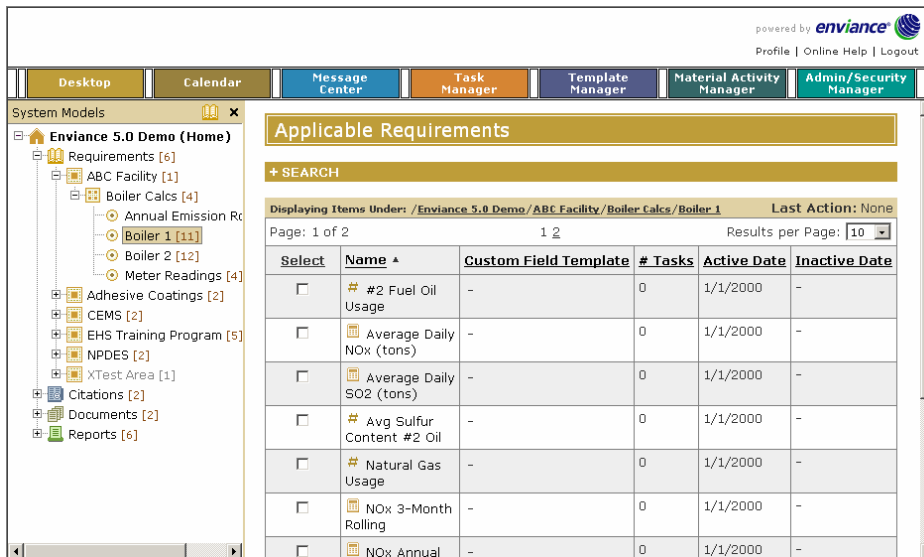 powered by enviance
Profile | Online Help | Logout
Desktop
Calendar
Message Center
Task Manager
Template Manager
Material Activity Manager
Admin/Security Manager
System Models
Enviance 5.0 Demo (Home)
Requirements [6]
ABC Facility [1]
Boiler Calcs [4]
Annual Emission
Boiler 1 [11]
Boiler 2 [12]
Meter Readings [4]
Adhesive Coatings [2]
CEMS [2]
EHS Training Program [5]
NPDES [2]
XTest Area [1]
Citations [2]
Documents [2]
Reports [6]
Applicable Requirements
+ SEARCH
Displaying Items Under: /Enviance 5.0 Demo/ABC Facility/Boiler Calcs/Boiler 1 Last Action: None
Page: 1 of 2 1 2 Results per Page: 10
Select Name Custom Field Template # Tasks Active Date Inactive Date
# #2 Fuel Oil Usage - 0 1/1/2000 -
Average Daily NOx (tons) - 0 1/1/2000 -
Average Daily SO2 (tons) - 0 1/1/2000 -
# Avg Sulfur Content #2 Oil - 0 1/1/2000 -
# Natural Gas Usage - 0 1/1/2000 -
NOx 3-Month Rolling - 0 1/1/2000 -
NOx Annual - 0 1/1/2000 -